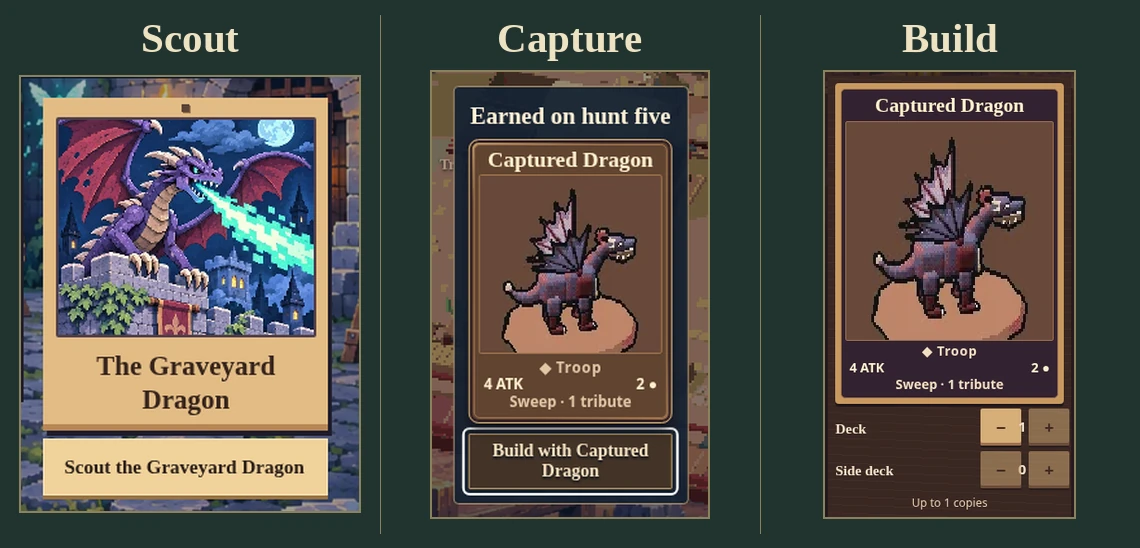 Scout
The Graveyard
Dragon
Scout the Graveyard Dragon
Capture
Earned on hunt five
Captured Dragon
◆ Troop
4 ATK 2 ●
Sweep · 1 tribute
Build with Captured
Dragon
Build
Captured Dragon
◆ Troop
4 ATK 2 ●
Sweep · 1 tribute
Deck − 1 +
Side deck − 0 +
Up to 1 copies